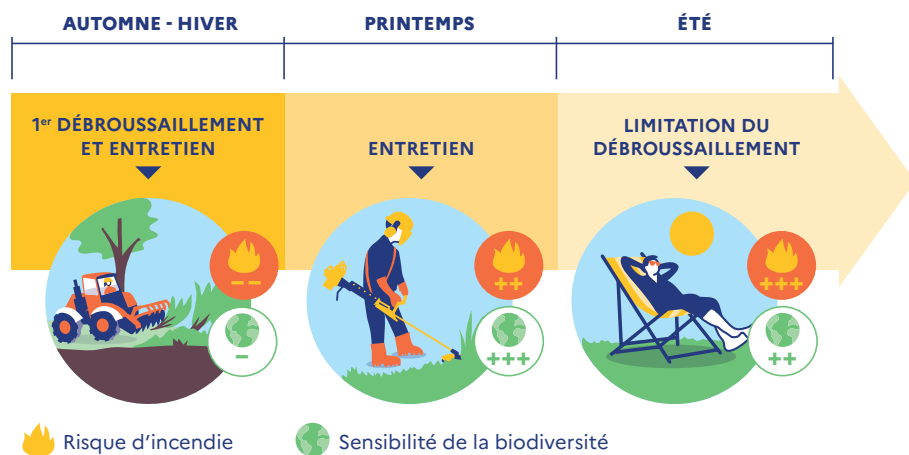 AUTOMNE - HIVER
PRINTEMPS
ÉTÉ
1er DÉBROUSSAILLEMENT
ET ENTRETIEN
ENTRETIEN
LIMITATION DU
DÉBROUSSAILLEMENT
--
-
++
+++
+++
++
Risque d'incendie
Sensibilité de la biodiversité